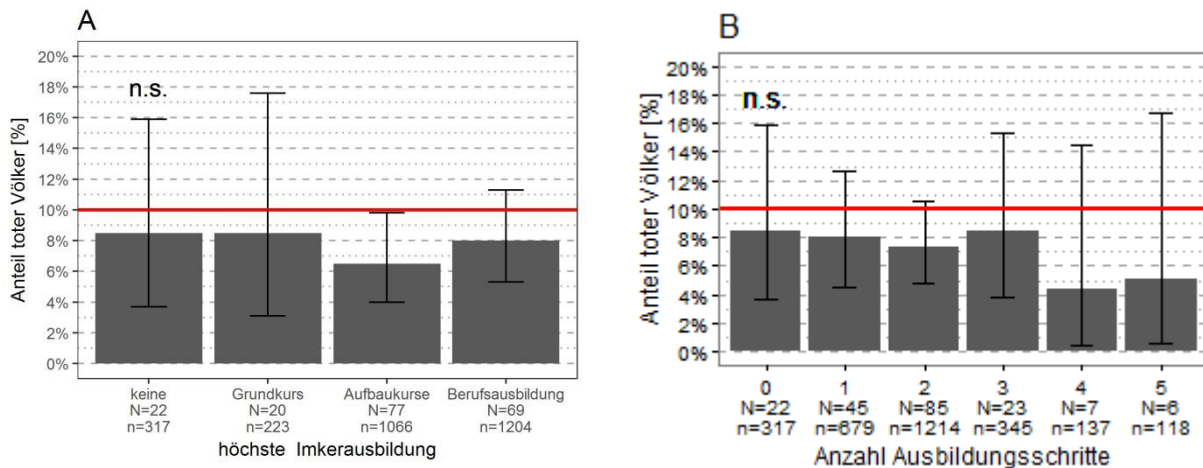 A
Anteil toter Völker [%]
20%
18%
16%
14%
12%
10%
8%
6%
4%
2%
0%
n.s.
keine Grundkurs Aufbaukurse Berufsausbildung
N=22 N=20 N=77 N=69
n=317 n=223 n=1066 n=1204
höchste Imkerausbildung
B
Anteil toter Völker [%]
20%
18%
16%
14%
12%
10%
8%
6%
4%
2%
0%
n.s.
0 1 2 3 4 5
N=22 N=45 N=85 N=23 N=7 N=6
n=317 n=679 n=1214 n=345 n=137 n=118
Anzahl Ausbildungsschritte